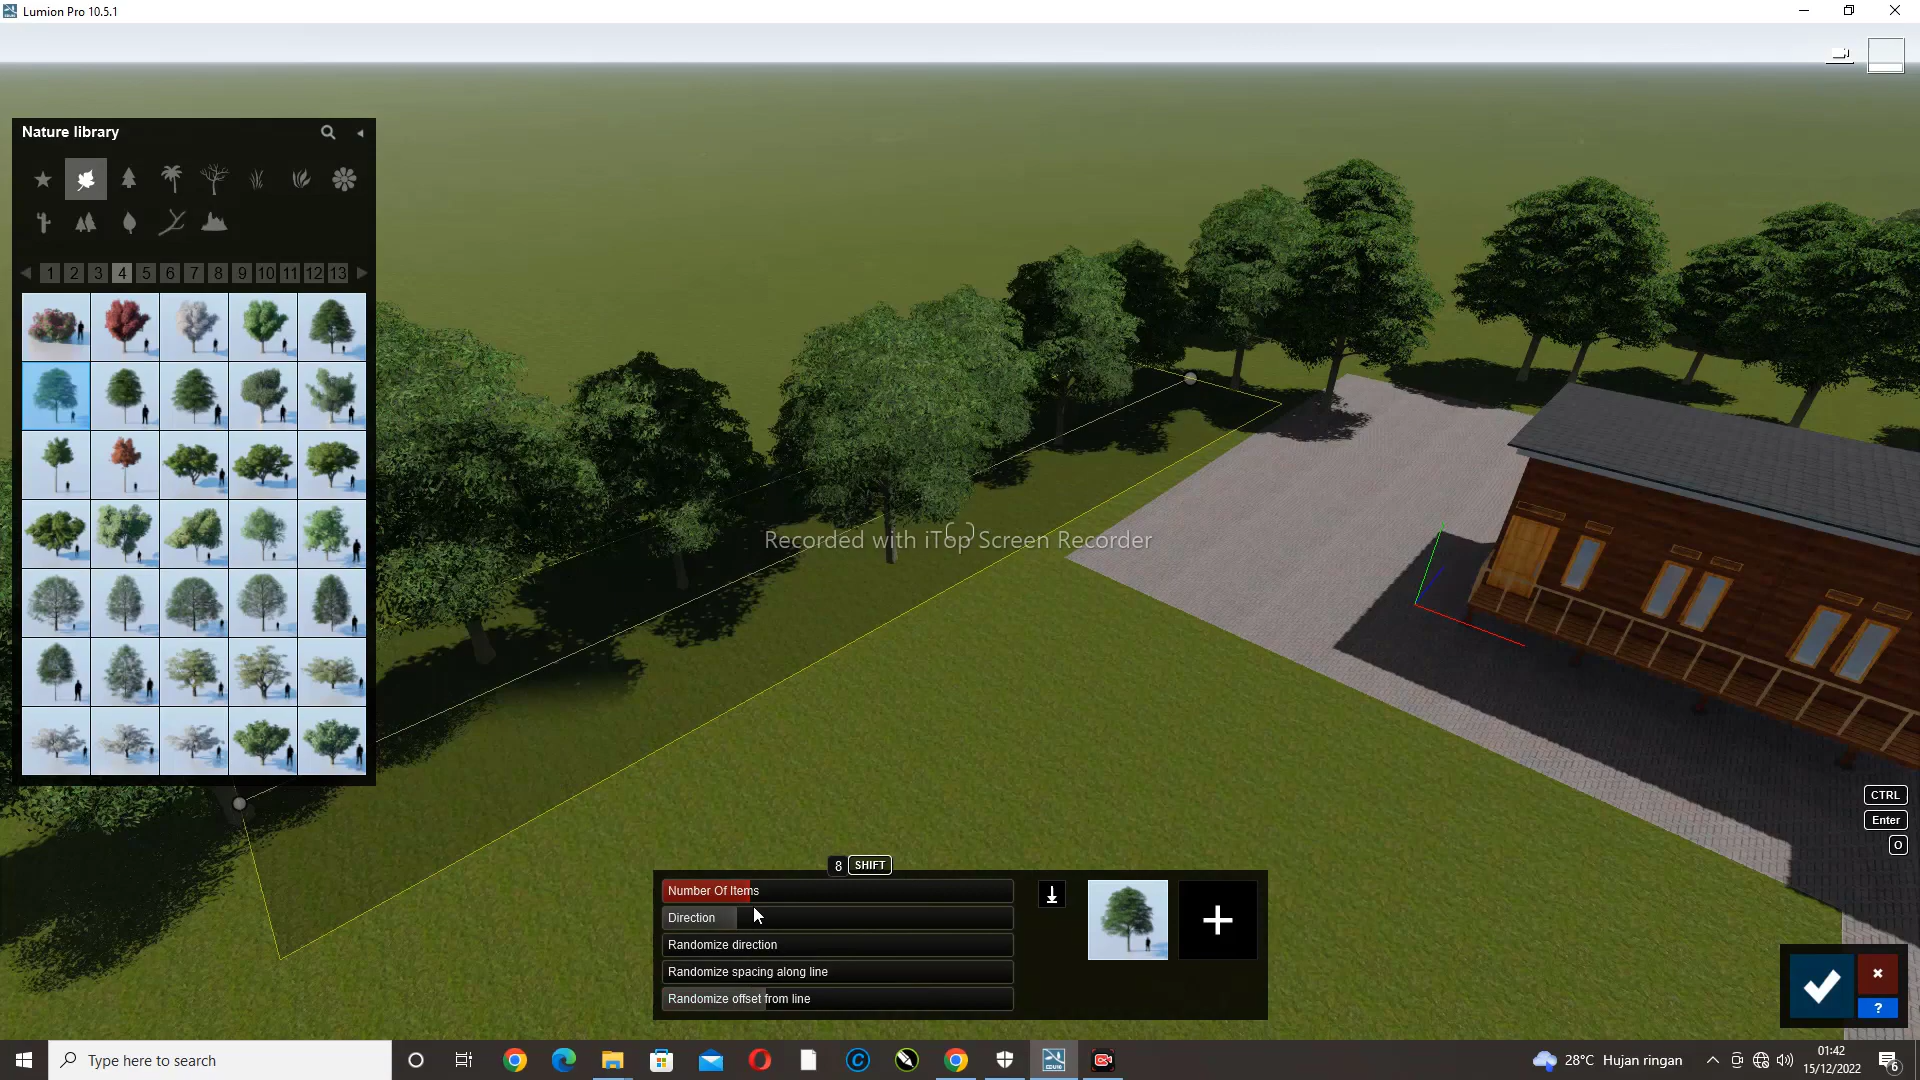 Lumion Pro 10.5.1
Nature library
1 2 3 4 5 6 7 8 9 10 11 12 13
Recorded with iTop Screen Recorder
CTRL
Enter
O
8 SHIFT
Number Of Items
Direction
Randomize direction
Randomize spacing along line
Randomize offset from line
?
Type here to search
28°C Hujan ringan
01:42
15/12/2022
6